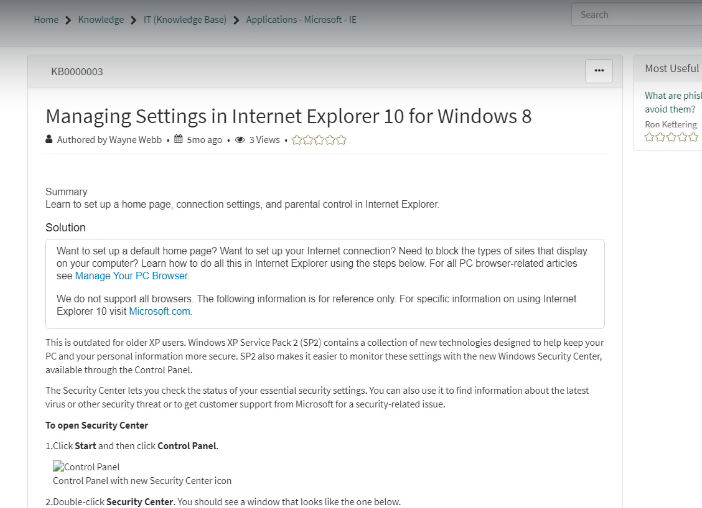 Home > Knowledge > IT (Knowledge Base) > Applications - Microsoft - IE
Search
KB0000003
...
Managing Settings in Internet Explorer 10 for Windows 8
Authored by Wayne Webb • 5mo ago • 3 Views •
Summary
Learn to set up a home page, connection settings, and parental control in Internet Explorer.
Solution
Want to set up a default home page? Want to set up your Internet connection? Need to block the types of sites that display
on your computer? Learn how to do all this in Internet Explorer using the steps below. For all PC browser-related articles
see Manage Your PC Browser.
We do not support all browsers. The following information is for reference only. For specific information on using Internet
Explorer 10 visit Microsoft.com.
This is outdated for older XP users. Windows XP Service Pack 2 (SP2) contains a collection of new technologies designed to help keep your
PC and your personal information more secure. SP2 also makes it easier to monitor these settings with the new Windows Security Center,
available through the Control Panel.
The Security Center lets you check the status of your essential security settings. You can also use it to find information about the latest
virus or other security threat or to get customer support from Microsoft for a security-related issue.
To open Security Center
1.Click Start and then click Control Panel.
Control Panel
Control Panel with new Security Center icon
2.Double-click Security Center. You should see a window that looks like the one below.
Most Useful
What are phis
avoid them?
Ron Kettering